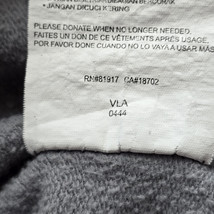 • JANGAN DICUCI KERING
PLEASE DONATE WHEN NO LONGER NEEDED.
FAITES UN DON DE CE VÊTEMENTS APRÈS USAGE.
POR FAVOR DONE CUANDO NO LO VAYA A USAR MÁS
RN#81917 CA#18702
VLA
0444